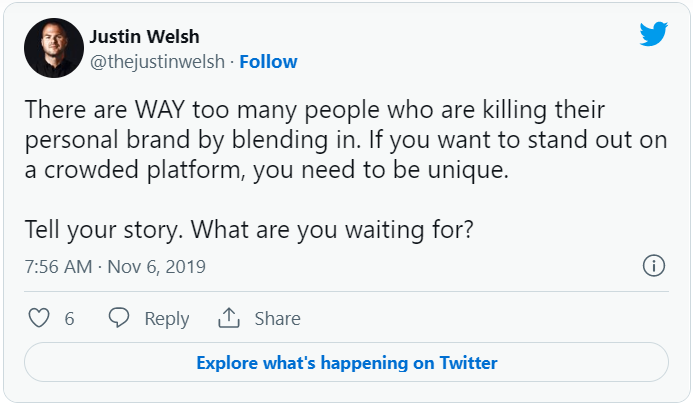 Justin Welsh
@thejustinwelsh · Follow
There are WAY too many people who are killing their
personal brand by blending in. If you want to stand out on
a crowded platform, you need to be unique.
Tell your story. What are you waiting for?
7:56 AM · Nov 6, 2019
6 Reply Share
Explore what's happening on Twitter